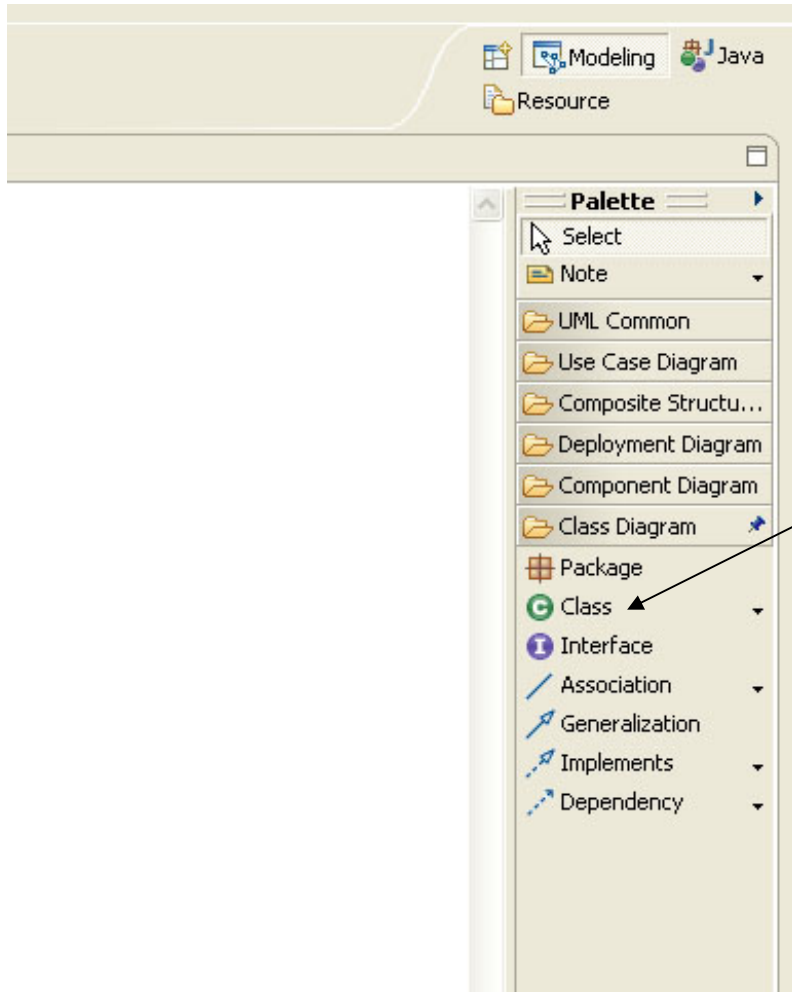 Modeling Java
Resource
Palette
Select
Note
UML Common
Use Case Diagram
Composite Structu...
Deployment Diagram
Component Diagram
Class Diagram
Package
Class
Interface
Association
Generalization
Implements
Dependency